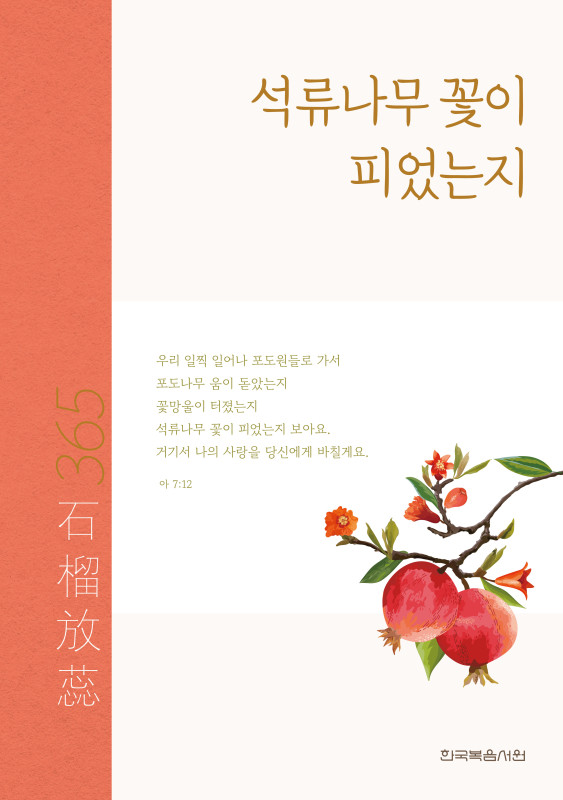 석류나무 꽃이
피었는지
우리 일찍 일어나 포도원들로 가서
포도나무 움이 돋았는지
꽃망울이 터졌는지
석류나무 꽃이 피었는지 보아요.
거기서 나의 사랑을 당신에게 바칠게요.
아 7:12
365
石榴放蕊
한국복음서원